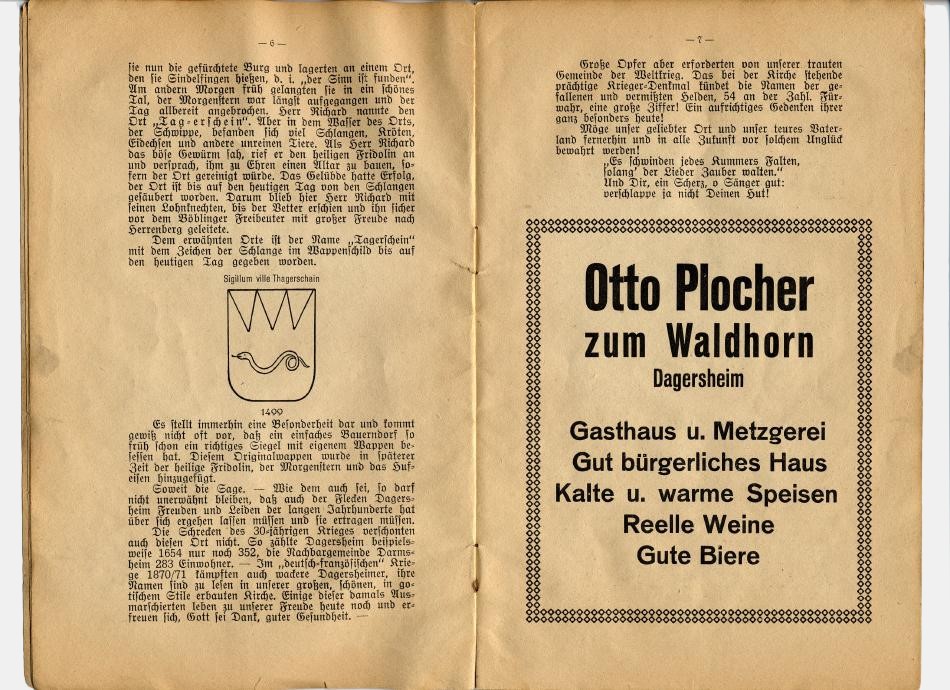 — 6 —
sie nun die gefürchtete Burg und lagerten an einem Ort,
den sie Sindelfingen hießen, d. i. „der Sinn ist funden“.
Am andern Morgen früh gelangten sie in ein schönes
Tal, der Morgenstern war längst aufgegangen und der
Tag allbereit angebrochen. Herr Richard nannte den
Ort „Tag-erschein“. Aber in dem Wasser des Orts,
der Schwippe, befanden sich viel Schlangen, Kröten,
Eidechsen und andere unreinen Tiere. Als Herr Richard
das böse Gewürm sah, rief er den heiligen Fridolin an
und versprach, ihm zu Ehren einen Altar zu bauen, so-
fern der Ort gereinigt würde. Das Gelübde hatte Erfolg,
der Ort ist bis auf den heutigen Tag von den Schlangen
gesäubert worden. Darum blieb hier Herr Richard mit
seinen Lohnknechten, bis der Vetter erschien und ihn sicher
vor dem Böblinger Freibeuter mit großer Freude nach
Herrenberg geleitete.
Dem erwähnten Orte ist der Name „Tagerschein“
mit dem Zeichen der Schlange im Wappenschild bis auf
den heutigen Tag gegeben worden.
Sigillum ville Thagerschain
1499
Es stellt immerhin eine Besonderheit dar und kommt
gewiß nicht oft vor, daß ein einfaches Bauerndorf so
früh schon ein richtiges Siegel mit eigenem Wappen be-
sessen hat. Diesem Originalwappen wurde in späterer
Zeit der heilige Fridolin, der Morgenstern und das Huf-
eisen hinzugefügt.
Soweit die Sage. — Wie dem auch sei, so darf
nicht unerwähnt bleiben, daß auch der Flecken Dagers-
heim Freuden und Leiden der langen Jahrhunderte hat
über sich ergehen lassen müssen und sie ertragen müssen.
Die Schrecken des 30-jährigen Krieges verschonten
auch diesen Ort nicht. So zählte Dagersheim beispiels-
weise 1654 nur noch 352, die Nachbargemeinde Darms-
heim 283 Einwohner. — Im „deutsch-französischen“ Krie-
ge 1870/71 kämpften auch wackere Dagersheimer, ihre
Namen sind zu lesen in unserer großen, schönen, in go-
tischem Stile erbauten Kirche. Einige dieser damals Aus-
marschierten leben zu unserer Freude heute noch und er-
freuen sich, Gott sei Dank, guter Gesundheit. —
— 7 —
Große Opfer aber erforderten von unserer trauten
Gemeinde der Weltkrieg. Das bei der Kirche stehende
prächtige Krieger-Denkmal kündet die Namen der ge-
fallenen und vermißten Helden, 54 an der Zahl. Für-
wahr, eine große Ziffer! Ein aufrichtiges Gedenken ihrer
ganz besonders heute!
Möge unser geliebter Ort und unser teures Vater-
land fernerhin und in alle Zukunft vor solchem Unglück
bewahrt werden!
„Es schwinden jedes Kummers Falten,
solang' der Lieder Zauber walten.“
Und Dir, ein Scherz, o Sänger gut:
verschlappe ja nicht Deinen Hut!
Otto Plocher
zum Waldhorn
Dagersheim
Gasthaus u. Metzgerei
Gut bürgerliches Haus
Kalte u. warme Speisen
Reelle Weine
Gute Biere